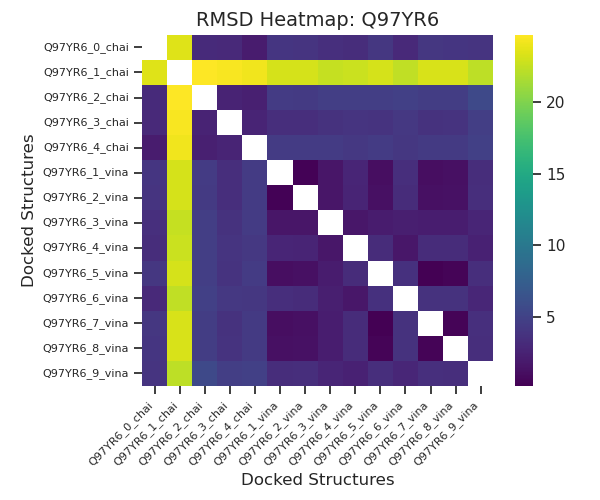 RMSD Heatmap: Q97YR6
Docked Structures
Q97YR6_0_chai
Q97YR6_1_chai
Q97YR6_2_chai
Q97YR6_3_chai
Q97YR6_4_chai
Q97YR6_1_vina
Q97YR6_2_vina
Q97YR6_3_vina
Q97YR6_4_vina
Q97YR6_5_vina
Q97YR6_6_vina
Q97YR6_7_vina
Q97YR6_8_vina
Q97YR6_9_vina
20
15
10
5
Q97YR6_0_chai
Q97YR6_1_chai
Q97YR6_2_chai
Q97YR6_3_chai
Q97YR6_4_chai
Q97YR6_1_vina
Q97YR6_2_vina
Q97YR6_3_vina
Q97YR6_4_vina
Q97YR6_5_vina
Q97YR6_6_vina
Q97YR6_7_vina
Q97YR6_8_vina
Q97YR6_9_vina
Docked Structures